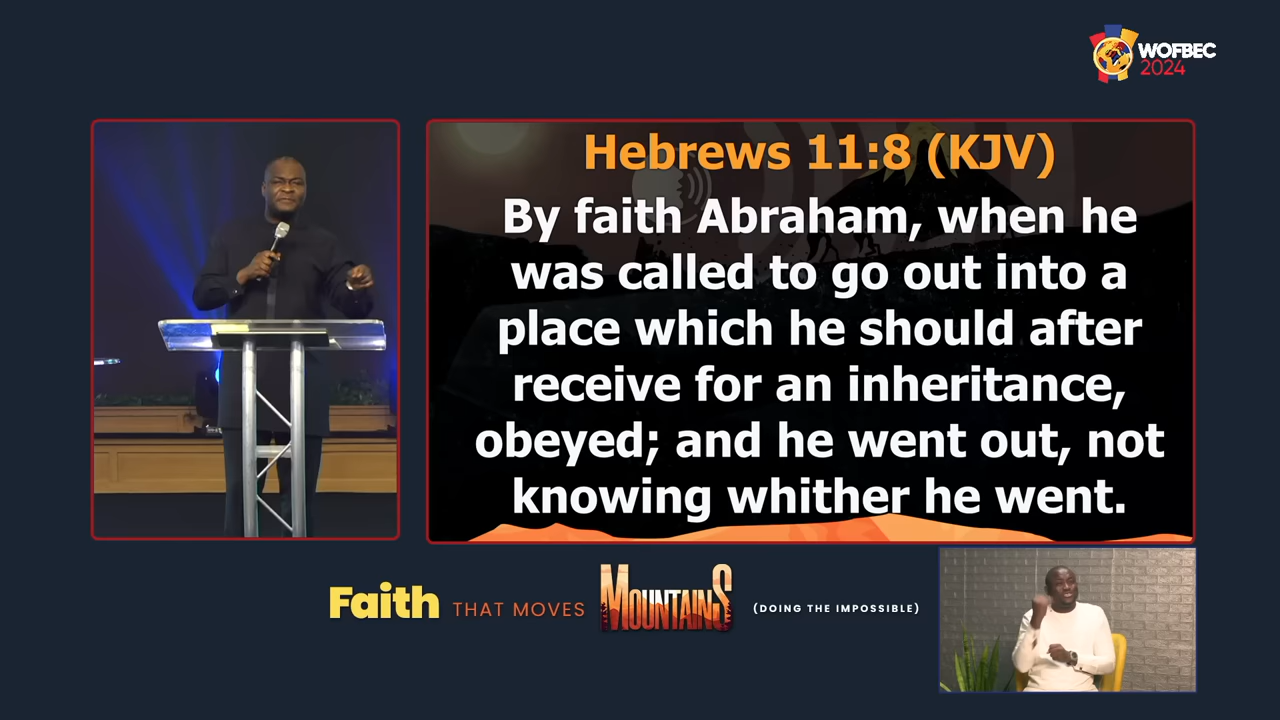 WOFBEC
2024
Hebrews 11:8 (KJV)
By faith Abraham, when he
was called to go out into a
place which he should after
receive for an inheritance,
obeyed; and he went out, not
knowing whither he went.
Faith THAT MOVES MOUNTAINS (DOING THE IMPOSSIBLE)